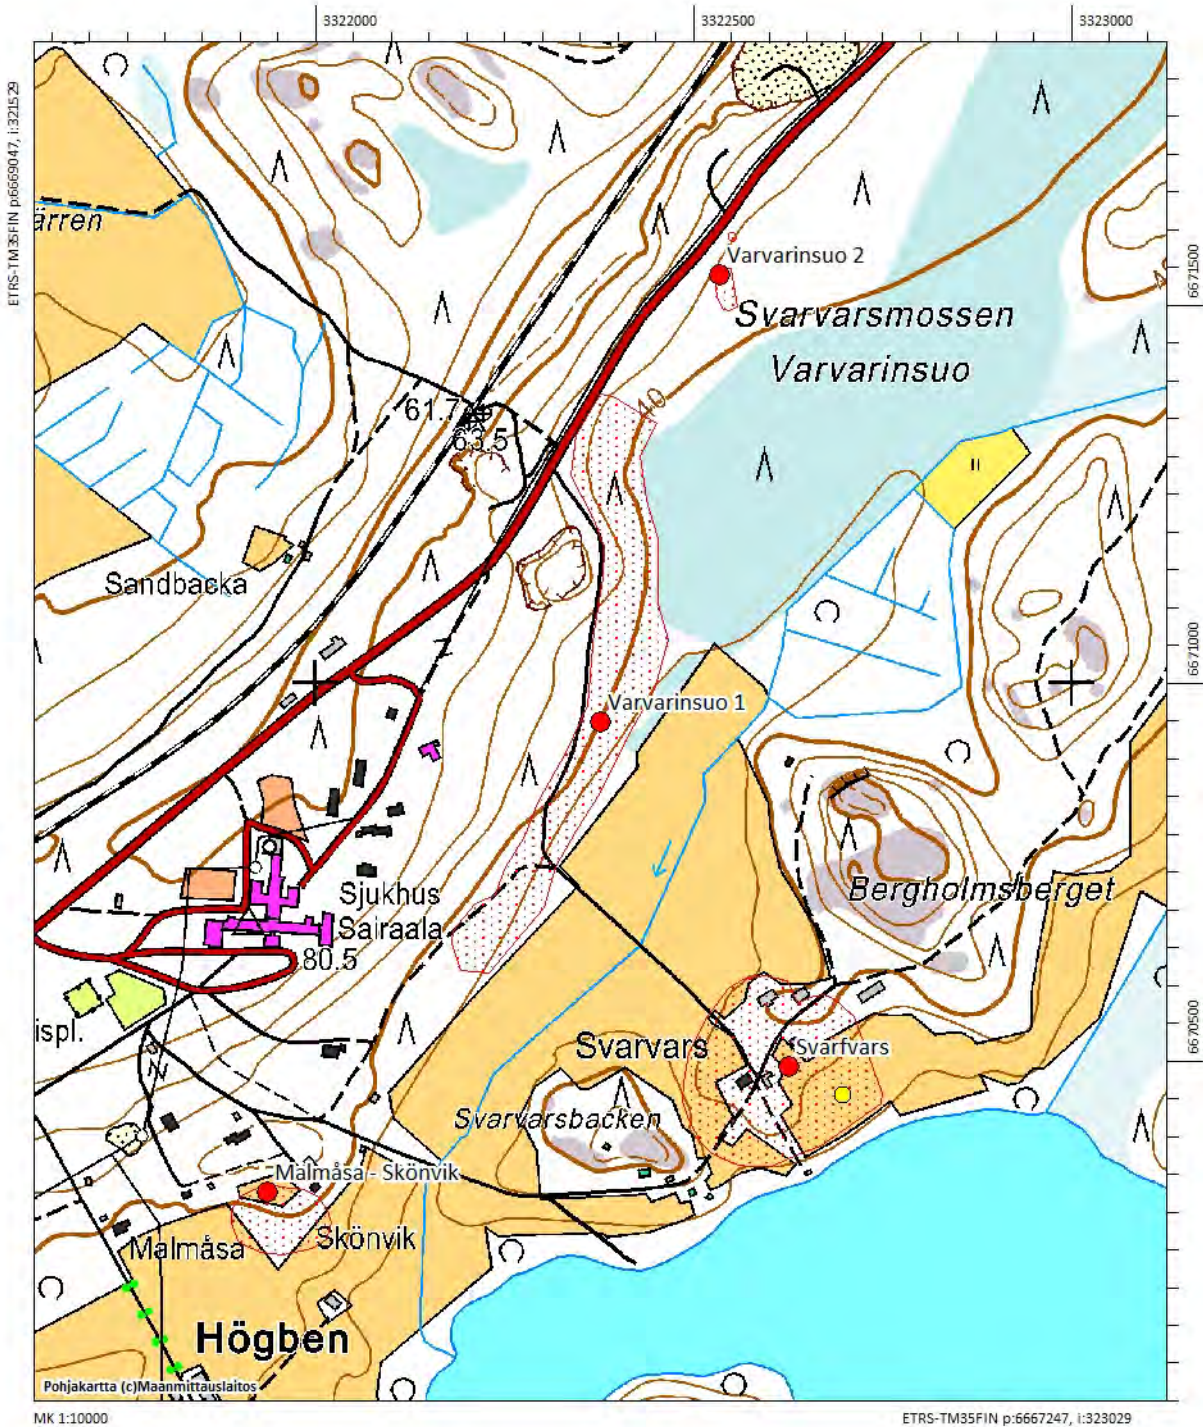 3322000
3322500
3323000
ETRS-TM35FIN p6669047, i:321529
ärren
Varvarinsuo 2
6671500
Svarvarsmossen
Varvarinsuo
40
61.7
63.5
II
Sandbacka
6671000
Varvarinsuo 1
Sjukhus
Sairaala
80.5
Bergholmsberget
ispl.
6670500
Svarvars
Svarfvars
Svarvarsbacken
Malmåsa - Skönvik
Malmåsa
Skönvik
Högben
Pohjakartta (c)Maanmittauslaitos
MK 1:10000
ETRS-TM35FIN p:6667247, i:323029